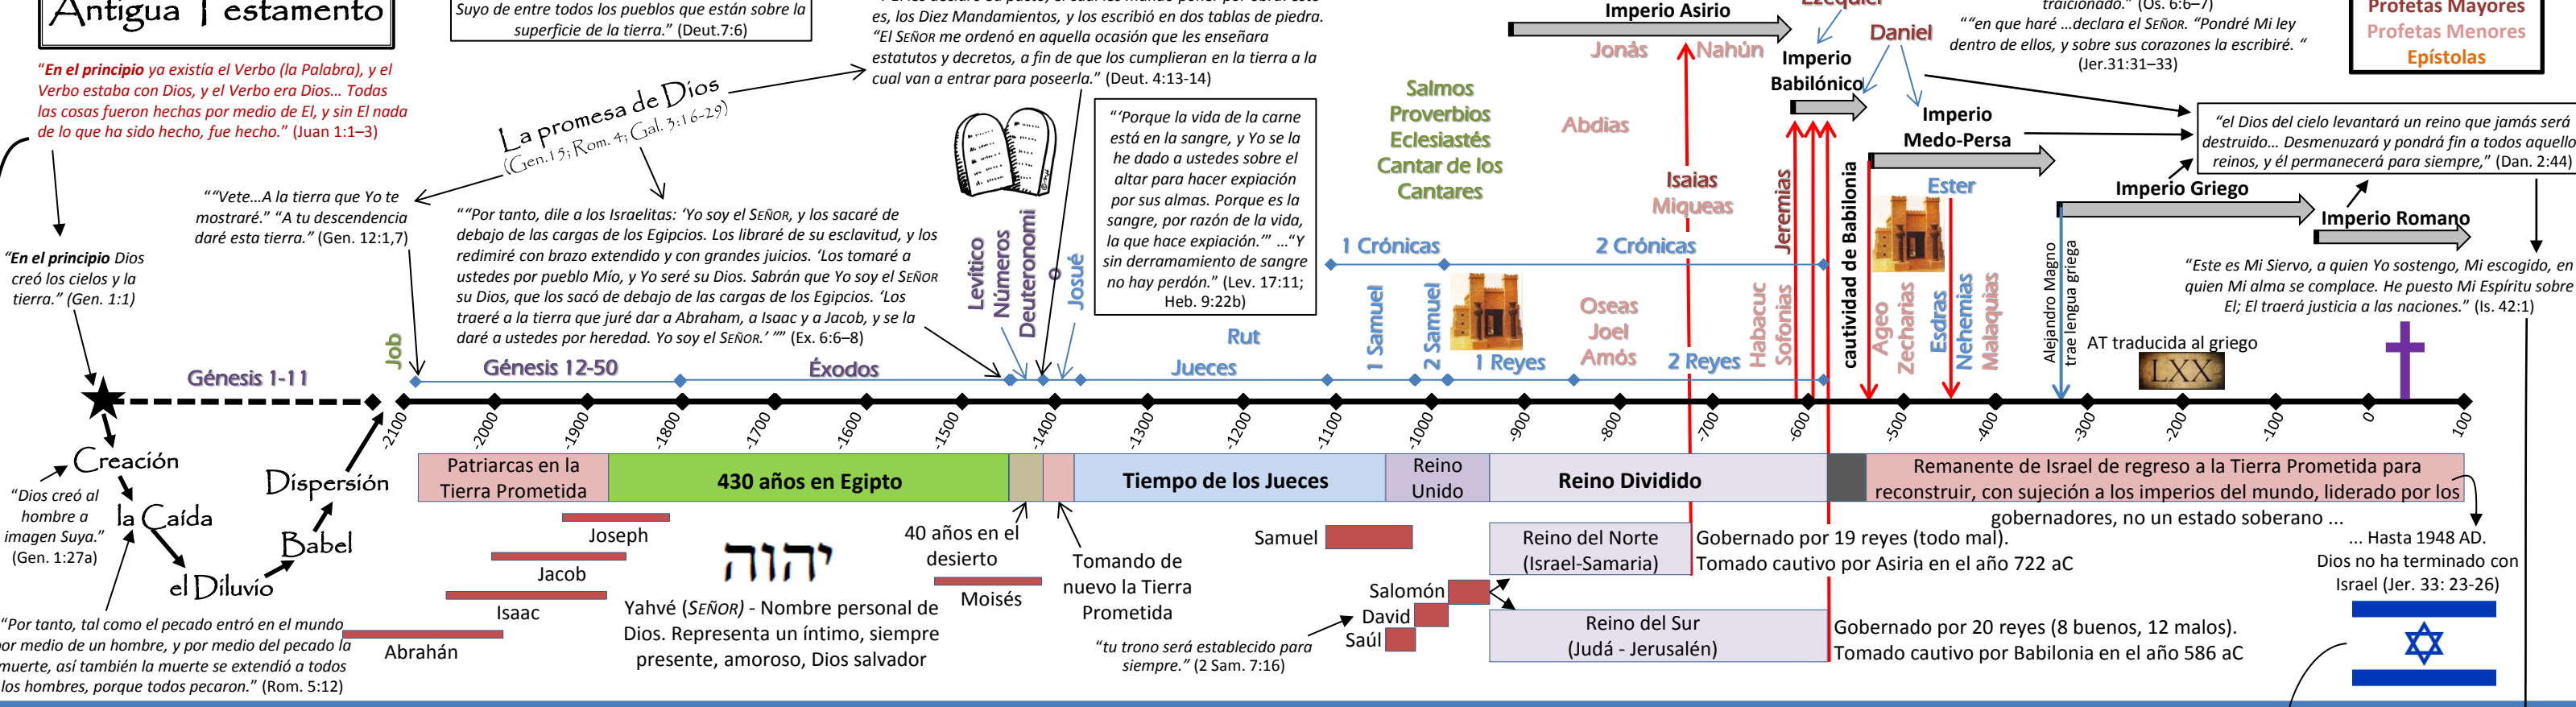 Antigua Testamento
Suyo de entre todos los pueblos que están sobre la
superficie de la tierra.” (Deut.7:6)
es, los Diez Mandamientos, y los escribió en dos tablas de piedra.
“El SEÑOR me ordenó en aquella ocasión que les enseñara
estatutos y decretos, a fin de que los cumplieran en la tierra a la
cual van a entrar para poseerla.” (Deut. 4:13-14)
Imperio Asirio
Jonás
Nahún
Ezequiel
Daniel
traicionado.” (Os. 6:6–7)
““en que haré …declara el SEÑOR. “Pondré Mi ley
dentro de ellos, y sobre sus corazones la escribiré. “
(Jer.31:31–33)
Profetas Mayores
Profetas Menores
Epístolas
“En el principio ya existía el Verbo (la Palabra), y el
Verbo estaba con Dios, y el Verbo era Dios… Todas
las cosas fueron hechas por medio de El, y sin El nada
de lo que ha sido hecho, fue hecho.” (Juan 1:1–3)
La promesa de Dios
(Gen.15; Rom. 4; Gal. 3:16-29)
““Vete…A la tierra que Yo te
mostraré.” “A tu descendencia
daré esta tierra.” (Gen. 12:1,7)
“En el principio Dios
creó los cielos y la
tierra.” (Gen. 1:1)
““Por tanto, dile a los Israelitas: ‘Yo soy el SEÑOR, y los sacaré de
debajo de las cargas de los Egipcios. Los libraré de su esclavitud, y los
redimiré con brazo extendido y con grandes juicios. ‘Los tomaré a
ustedes por pueblo Mío, y Yo seré su Dios. Sabrán que Yo soy el SEÑOR
su Dios, que los sacó de debajo de las cargas de los Egipcios. ‘Los
traeré a la tierra que juré dar a Abraham, a Isaac y a Jacob, y se la
daré a ustedes por heredad. Yo soy el SEÑOR.’ ”” (Ex. 6:6–8)
“‘Porque la vida de la carne
está en la sangre, y Yo se la
he dado a ustedes sobre el
altar para hacer expiación
por sus almas. Porque es la
sangre, por razón de la vida,
la que hace expiación.’” …“Y
sin derramamiento de sangre
no hay perdón.” (Lev. 17:11;
Heb. 9:22b)
Salmos
Proverbios
Eclesiastés
Cantar de los
Cantares
Abdias
Isaias
Miqueas
Imperio
Babilónico
Imperio
Medo-Persa
“el Dios del cielo levantará un reino que jamás será
destruido… Desmenuzará y pondrá fin a todos aquello
reinos, y él permanecerá para siempre,” (Dan. 2:44)
Imperio Griego
Imperio Romano
“Este es Mi Siervo, a quien Yo sostengo, Mi escogido, en
quien Mi alma se complace. He puesto Mi Espíritu sobre
El; El traerá justicia a las naciones.” (Is. 42:1)
Job
Génesis 1-11
Génesis 12-50
Éxodos
Levítico
Números
Deuteronomi
o
Josué
Rut
Jueces
1 Crónicas
2 Crónicas
1 Samuel
2 Samuel
1 Reyes
Oseas
Joel
Amós
2 Reyes
Habacuc
Sofonias
Jeremias
cautividad de Babilonia
Ageo
Zecharias
Ester
Esdras
Nehemias
Malaquias
Alejandro Magno
trae lengua griega
AT traducida al griego
LXX
-2100
-2000
-1900
-1800
-1700
-1600
-1500
-1400
-1300
-1200
-1100
-1000
-900
-800
-700
-600
-500
-400
-300
-200
-100
0
100
Creación
la Caída
el Diluvio
Babel
Dispersión
“Dios creó al
hombre a
imagen Suya.”
(Gen. 1:27a)
“Por tanto, tal como el pecado entró en el mundo
por medio de un hombre, y por medio del pecado la
muerte, así también la muerte se extendió a todos
los hombres, porque todos pecaron.” (Rom. 5:12)
Patriarcas en la
Tierra Prometida
430 años en Egipto
Tiempo de los Jueces
Reino
Unido
Reino Dividido
Remanente de Israel de regreso a la Tierra Prometida para
reconstruir, con sujeción a los imperios del mundo, liderado por los
gobernadores, no un estado soberano ...
Joseph
Jacob
Isaac
Abrahán
יהוה
Yahvé (SEÑOR) - Nombre personal de
Dios. Representa un íntimo, siempre
presente, amoroso, Dios salvador
40 años en el
desierto
Moisés
Tomando de
nuevo la Tierra
Prometida
Samuel
Salomón
David
Saúl
“tu trono será establecido para
siempre.” (2 Sam. 7:16)
Reino del Norte
(Israel-Samaria)
Gobernado por 19 reyes (todo mal).
Tomado cautivo por Asiria en el año 722 aC
Reino del Sur
(Judá - Jerusalén)
Gobernado por 20 reyes (8 buenos, 12 malos).
Tomado cautivo por Babilonia en el año 586 aC
... Hasta 1948 AD.
Dios no ha terminado con
Israel (Jer. 33: 23-26)